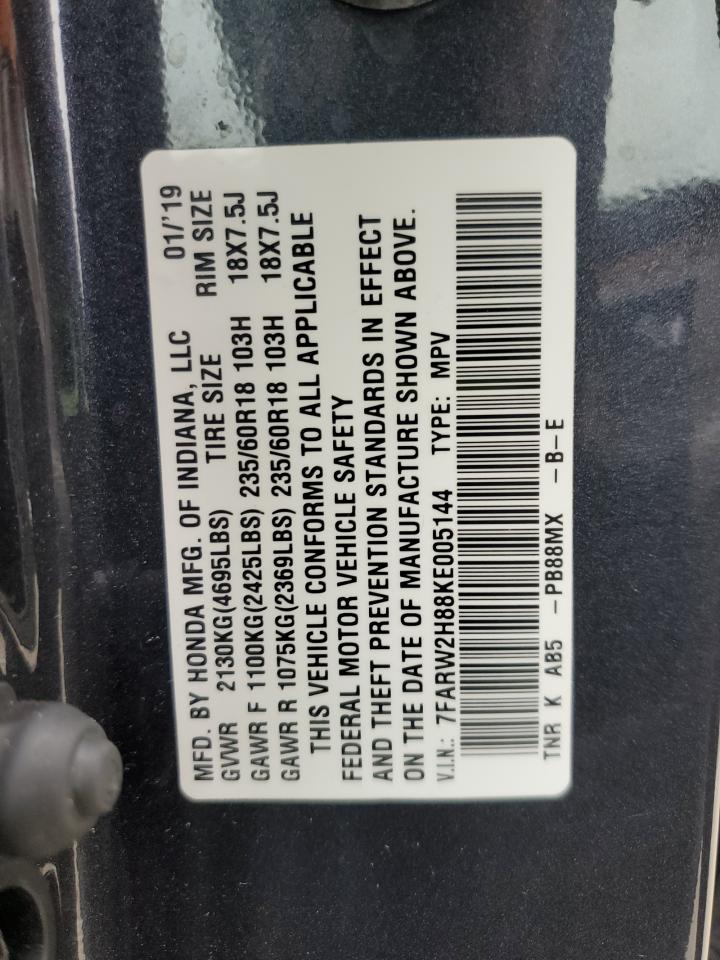 MFD. BY HONDA MFG. OF INDIANA, LLC 01/'19
GVWR 2130KG(4695LBS) TIRE SIZE RIM SIZE
GAWR F 1100KG(2425LBS) 235/60R18 103H 18X7.5J
GAWR R 1075KG(2369LBS) 235/60R18 103H 18X7.5J
THIS VEHICLE CONFORMS TO ALL APPLICABLE
FEDERAL MOTOR VEHICLE SAFETY
AND THEFT PREVENTION STANDARDS IN EFFECT
ON THE DATE OF MANUFACTURE SHOWN ABOVE.
V.I.N.: 7FARW2H88KE005144 TYPE: MPV
TNR K AB5 -PB88MX -B-E